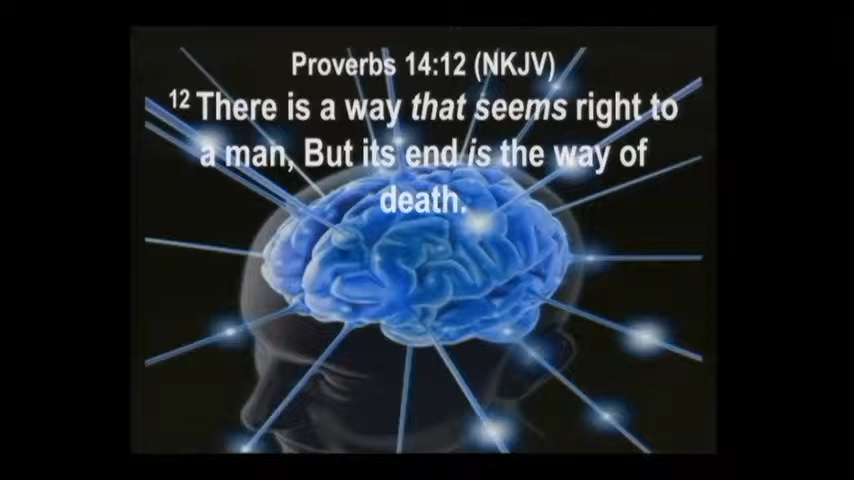 Proverbs 14:12 (NKJV)
12 There is a way that seems right to
a man, But its end is the way of
death.